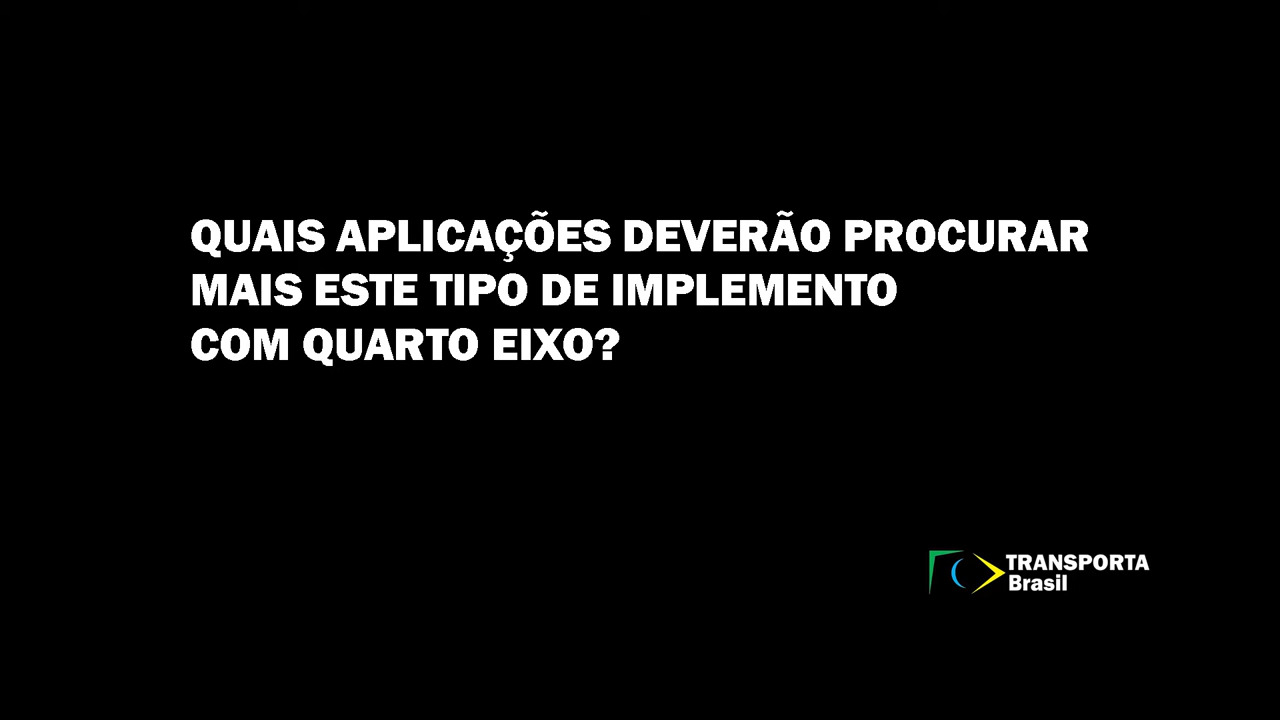 QUAIS APLICAÇÕES DEVERÃO PROCURAR
MAIS ESTE TIPO DE IMPLEMENTO
COM QUARTO EIXO?
TRANSPORTA
Brasil